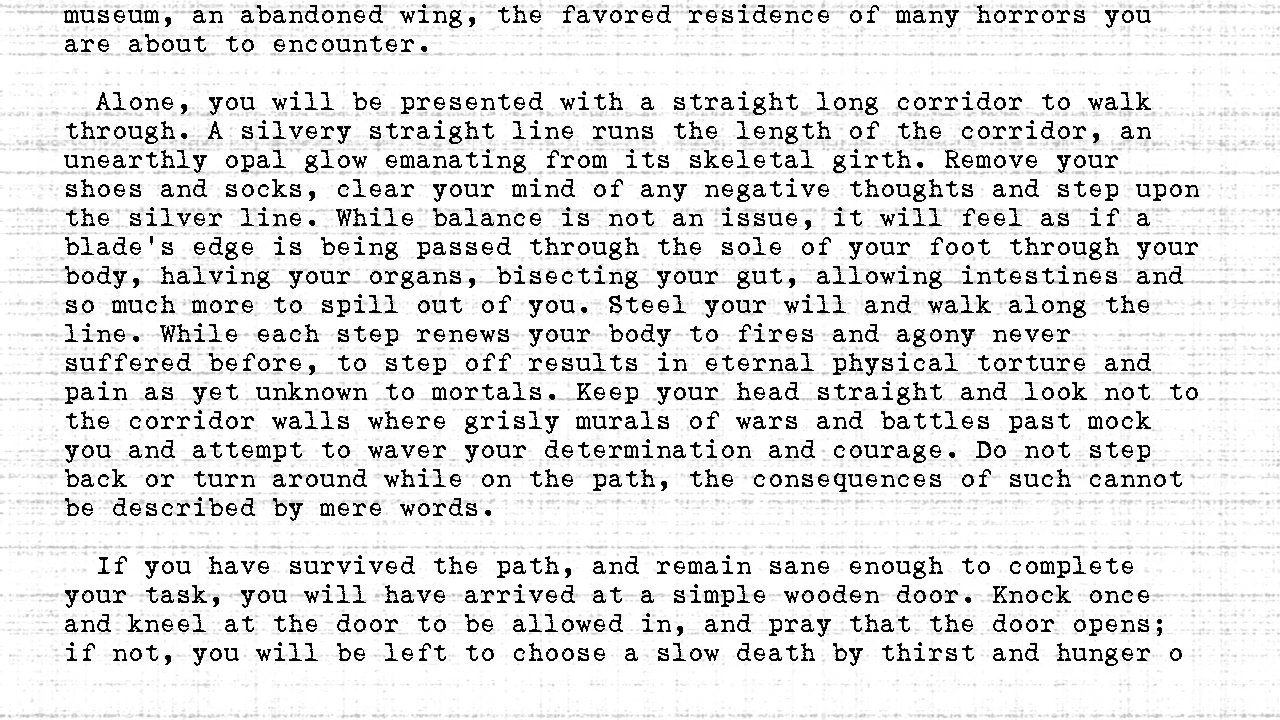 museum, an abandoned wing, the favored residence of many horrors you
are about to encounter.
Alone, you will be presented with a straight long corridor to walk
through. A silvery straight line runs the length of the corridor, an
unearthly opal glow emanating from its skeletal girth. Remove your
shoes and socks, clear your mind of any negative thoughts and step upon
the silver line. While balance is not an issue, it will feel as if a
blade's edge is being passed through the sole of your foot through your
body, halving your organs, bisecting your gut, allowing intestines and
so much more to spill out of you. Steel your will and walk along the
line. While each step renews your body to fires and agony never
suffered before, to step off results in eternal physical torture and
pain as yet unknown to mortals. Keep your head straight and look not to
the corridor walls where grisly murals of wars and battles past mock
you and attempt to waver your determination and courage. Do not step
back or turn around while on the path, the consequences of such cannot
be described by mere words.
If you have survived the path, and remain sane enough to complete
your task, you will have arrived at a simple wooden door. Knock once
and kneel at the door to be allowed in, and pray that the door opens;
if not, you will be left to choose a slow death by thirst and hunger o